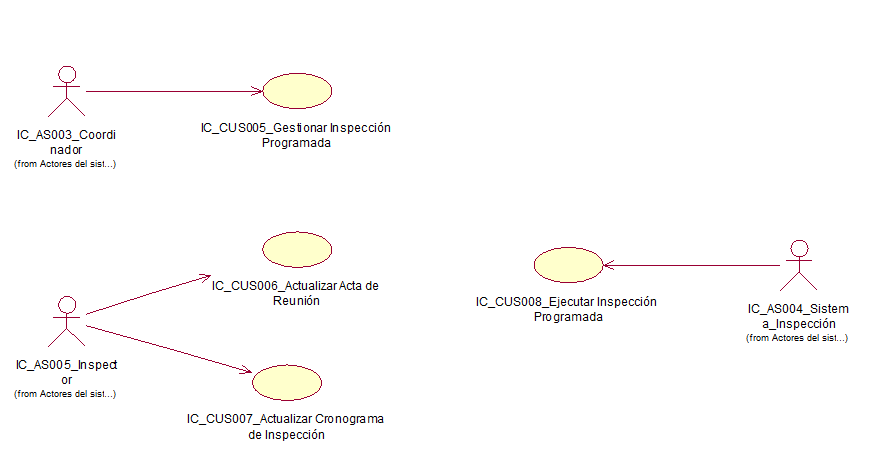 IC_AS003_Coordi
nador
(from Actores del sist...)
IC_CUS005_Gestionar Inspección
Programada
IC_CUS006_Actualizar Acta de
Reunión
IC_CUS008_Ejecutar Inspección
Programada
IC_AS004_Sistem
a_Inspección
(from Actores del sist...)
IC_AS005_Inspect
or
(from Actores del sist...)
IC_CUS007_Actualizar Cronograma
de Inspección